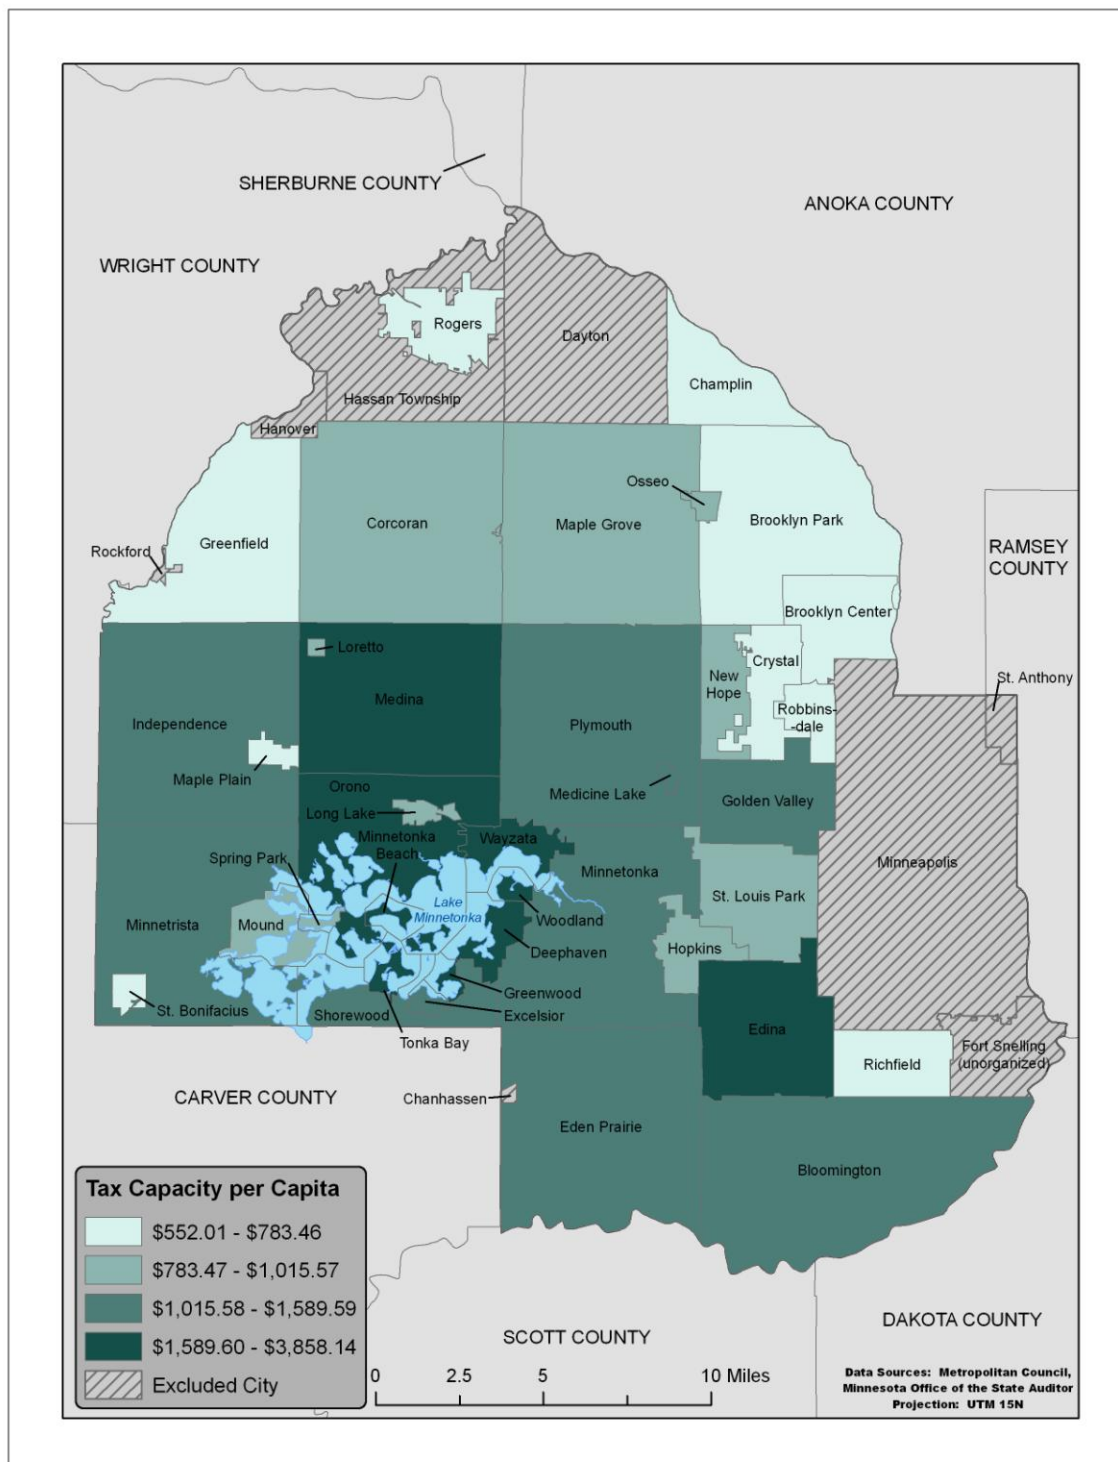 SHERBURNE COUNTY
ANOKA COUNTY
WRIGHT COUNTY
Rogers
Dayton
Champlin
Hassan Township
Hanover
Osseo
Corcoran
Maple Grove
Brooklyn Park
Greenfield
Rockford
RAMSEY
COUNTY
Brooklyn Center
Loretto
Crystal
Medina
New
Hope
St. Anthony
Independence
Plymouth
Robbins-
-dale
Maple Plain
Orono
Medicine Lake
Golden Valley
Long Lake
Minnetonka
Beach
Wayzata
Spring Park
Minnetonka
Minneapolis
St. Louis Park
Lake
Minnetonka
Woodland
Minnetrista
Mound
Hopkins
Deephaven
Greenwood
St. Bonifacius
Shorewood
Excelsior
Edina
Tonka Bay
Fort Snelling
(unorganized)
Richfield
CARVER COUNTY
Chanhassen
Eden Prairie
Bloomington
Tax Capacity per Capita
$552.01 - $783.46
$783.47 - $1,015.57
$1,015.58 - $1,589.59
$1,589.60 - $3,858.14
Excluded City
SCOTT COUNTY
DAKOTA COUNTY
0 2.5 5 10 Miles
Data Sources: Metropolitan Council,
Minnesota Office of the State Auditor
Projection: UTM 15N